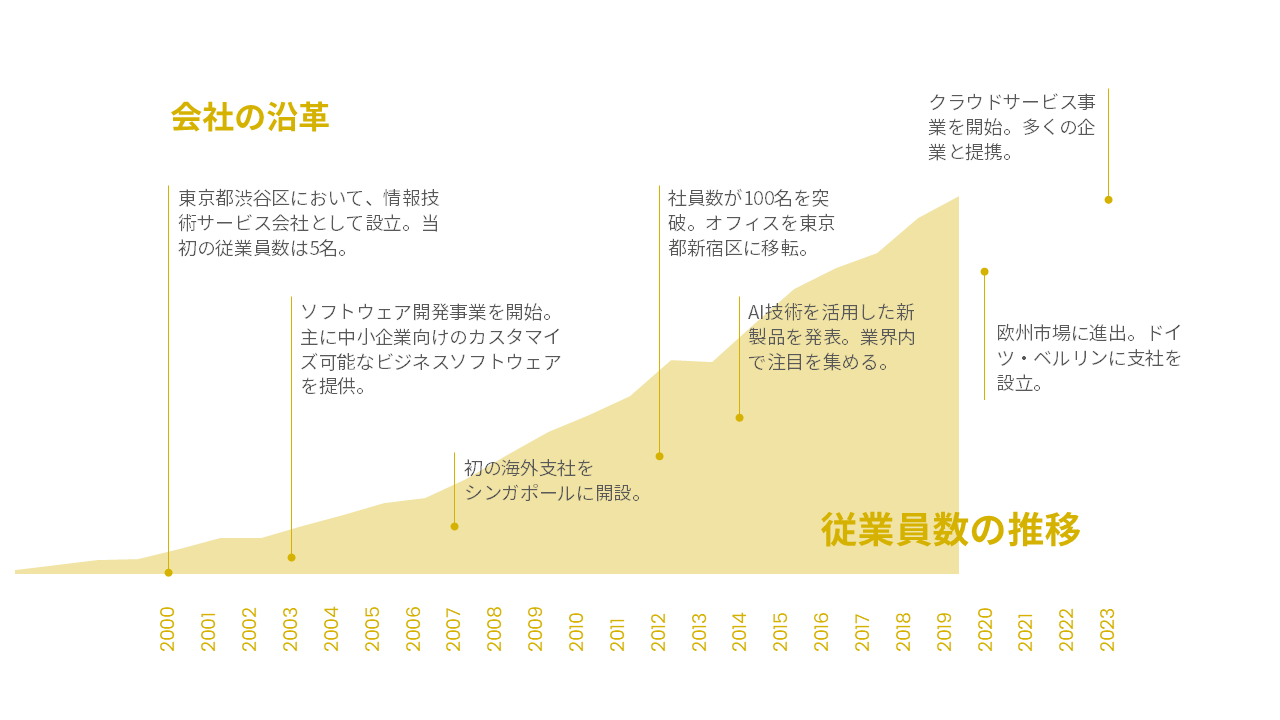 会社の沿革
東京都渋谷区において、情報技
術サービス会社として設立。当
初の従業員数は5名。
ソフトウェア開発事業を開始。
主に中小企業向けのカスタマイ
ズ可能なビジネスソフトウェア
を提供。
初の海外支社を
シンガポールに開設。
社員数が100名を突
破。オフィスを東京
都新宿区に移転。
AI技術を活用した新
製品を発表。業界内
で注目を集める。
欧州市場に進出。ドイ
ツ・ベルリンに支社を
設立。
クラウドサービス事
業を開始。多くの企
業と提携。
従業員数の推移
2000
2001
2002
2003
2004
2005
2006
2007
2008
2009
2010
2011
2012
2013
2014
2015
2016
2017
2018
2019
2020
2021
2022
2023